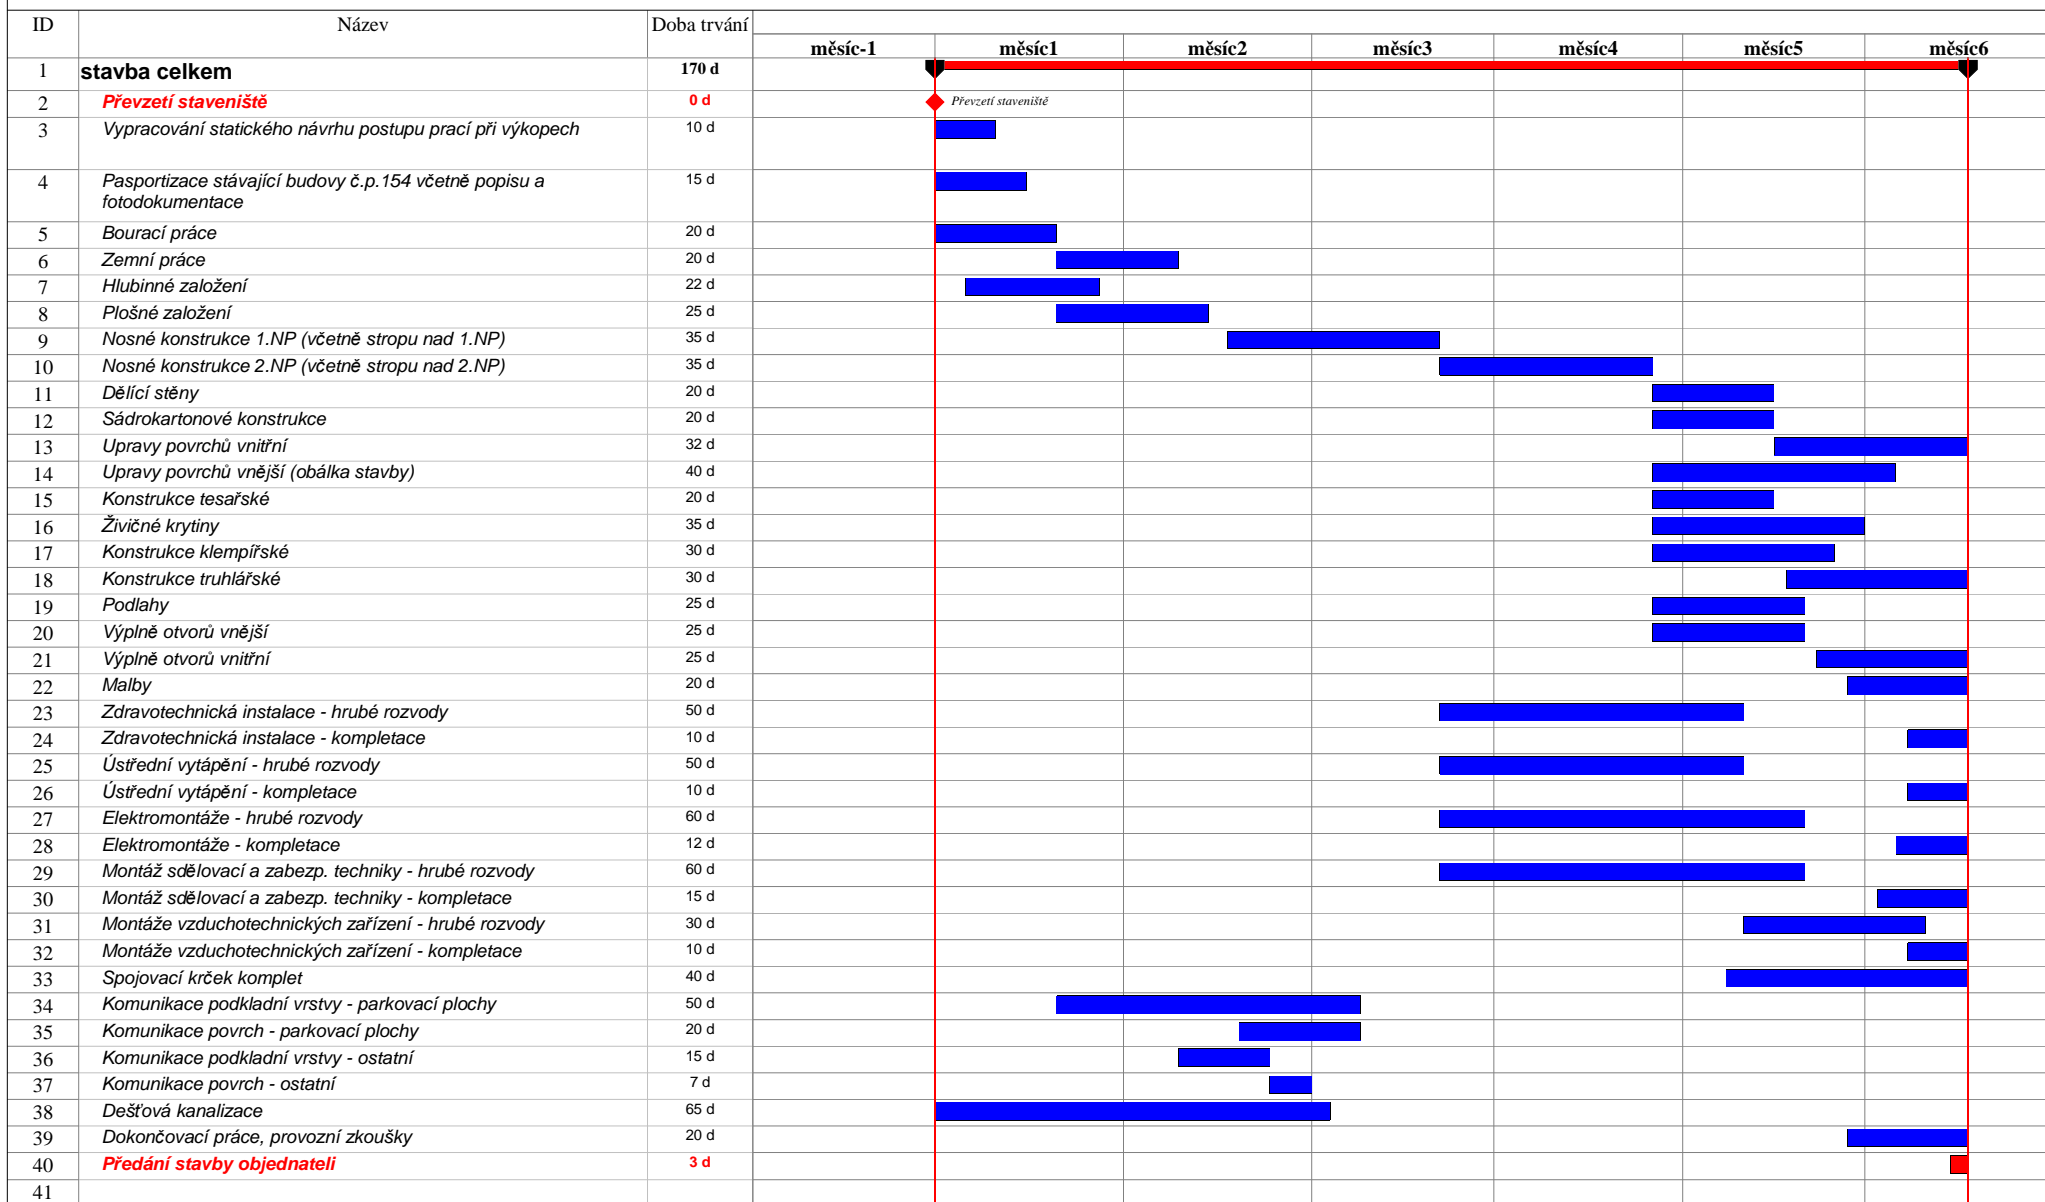 ID Název Doba trvání
měsíc-1 měsíc1 měsíc2 měsíc3 měsíc4 měsíc5 měsíc6
1 stavba celkem 170 d
2 Převzetí staveniště 0 d Převzetí staveniště
3 Vypracování statického návrhu postupu prací při výkopech 10 d
4 Pasportizace stávající budovy č.p.154 včetně popisu a 15 d
fotodokumentace
5 Bourací práce 20 d
6 Zemní práce 20 d
7 Hlubinné založení 22 d
8 Plošné založení 25 d
9 Nosné konstrukce 1.NP (včetně stropu nad 1.NP) 35 d
10 Nosné konstrukce 2.NP (včetně stropu nad 2.NP) 35 d
11 Dělící stěny 20 d
12 Sádrokartonové konstrukce 20 d
13 Upravy povrchů vnitřní 32 d
14 Upravy povrchů vnější (obálka stavby) 40 d
15 Konstrukce tesařské 20 d
16 Živičné krytiny 35 d
17 Konstrukce klempířské 30 d
18 Konstrukce truhlářské 30 d
19 Podlahy 25 d
20 Výplně otvorů vnější 25 d
21 Výplně otvorů vnitřní 25 d
22 Malby 20 d
23 Zdravotechnická instalace - hrubé rozvody 50 d
24 Zdravotechnická instalace - kompletace 10 d
25 Ústřední vytápění - hrubé rozvody 50 d
26 Ústřední vytápění - kompletace 10 d
27 Elektromontáže - hrubé rozvody 60 d
28 Elektromontáže - kompletace 12 d
29 Montáž sdělovací a zabezp. techniky - hrubé rozvody 60 d
30 Montáž sdělovací a zabezp. techniky - kompletace 15 d
31 Montáže vzduchotechnických zařízení - hrubé rozvody 30 d
32 Montáže vzduchotechnických zařízení - kompletace 10 d
33 Spojovací krček komplet 40 d
34 Komunikace podkladní vrstvy - parkovací plochy 50 d
35 Komunikace povrch - parkovací plochy 20 d
36 Komunikace podkladní vrstvy - ostatní 15 d
37 Komunikace povrch - ostatní 7 d
38 Dešťová kanalizace 65 d
39 Dokončovací práce, provozní zkoušky 20 d
40 Předání stavby objednateli 3 d
41